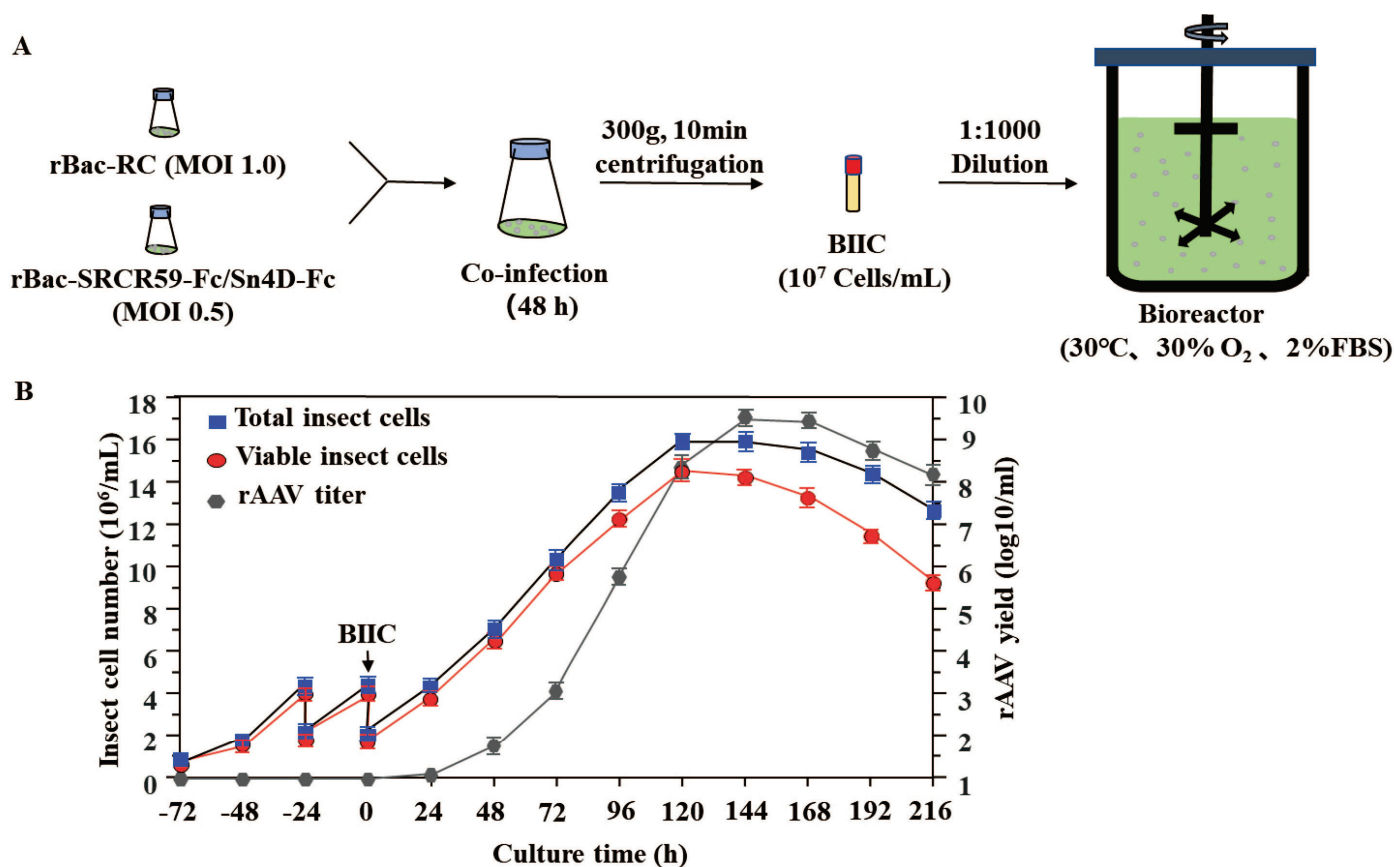 A
rBac-RC (MOI 1.0)
rBac-SRCR59-Fc/Sn4D-Fc
(MOI 0.5)
Co-infection
(48 h)
300g, 10min
centrifugation
BIIC
(10⁷ Cells/mL)
1:1000
Dilution
Bioreactor
(30℃、30% O₂、2%FBS)
B
Total insect cells
Viable insect cells
rAAV titer
BIIC
Insect cell number (10⁶/mL)
18
16
14
12
10
8
6
4
2
0
rAAV yield (log10/ml)
10
9
8
7
6
5
4
3
2
1
-72 -48 -24 0 24 48 72 96 120 144 168 192 216
Culture time (h)